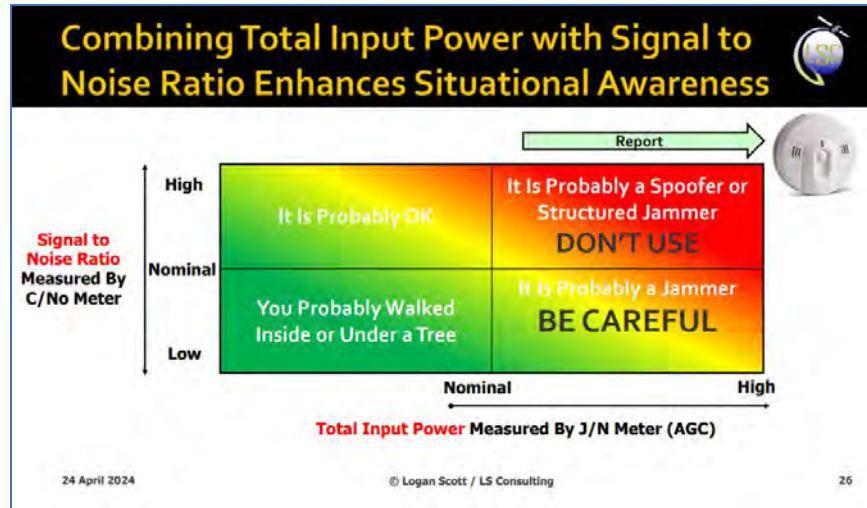 Combining Total Input Power with Signal to
Noise Ratio Enhances Situational Awareness
LSC
Report
High
It Is Probably OK
It Is Probably a Spoofer or
Structured Jammer
DON'T USE
Signal to
Noise Ratio
Measured By
C/No Meter
Nominal
You Probably Walked
Inside or Under a Tree
It Is Probably a Jammer
BE CAREFUL
Low
Nominal
High
Total Input Power Measured By J/N Meter (AGC)
24 April 2024
© Logan Scott / LS Consulting
26